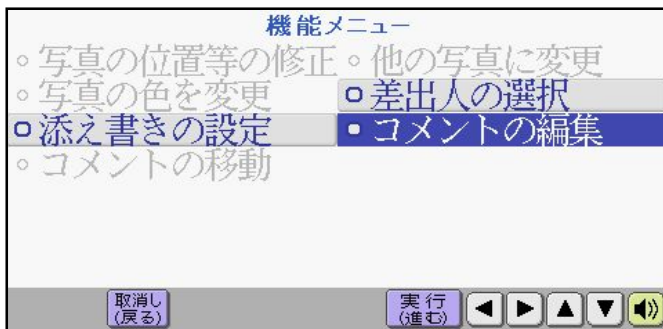 機能メニュー
写真の位置等の修正 他の写真に変更
写真の色を変更 差出人の選択
添え書きの設定 コメントの編集
コメントの移動
取消し 実行
(戻る) (進む)